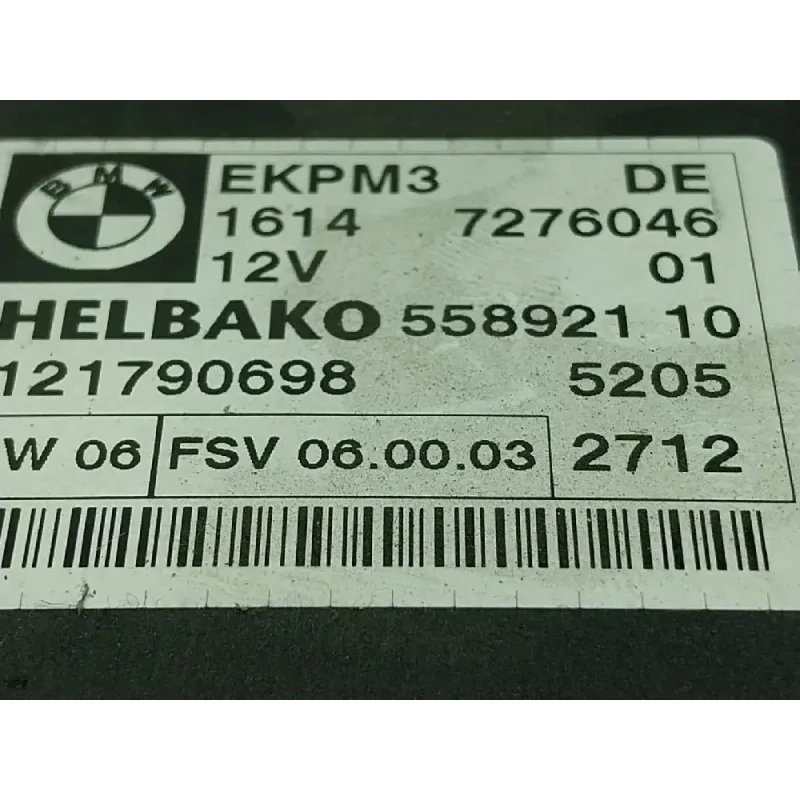 BMW
EKPM3 DE
1614 7276046
12V 01
HELBAKO 558921 10
121790698 5205
W 06 FSV 06.00.03 2712